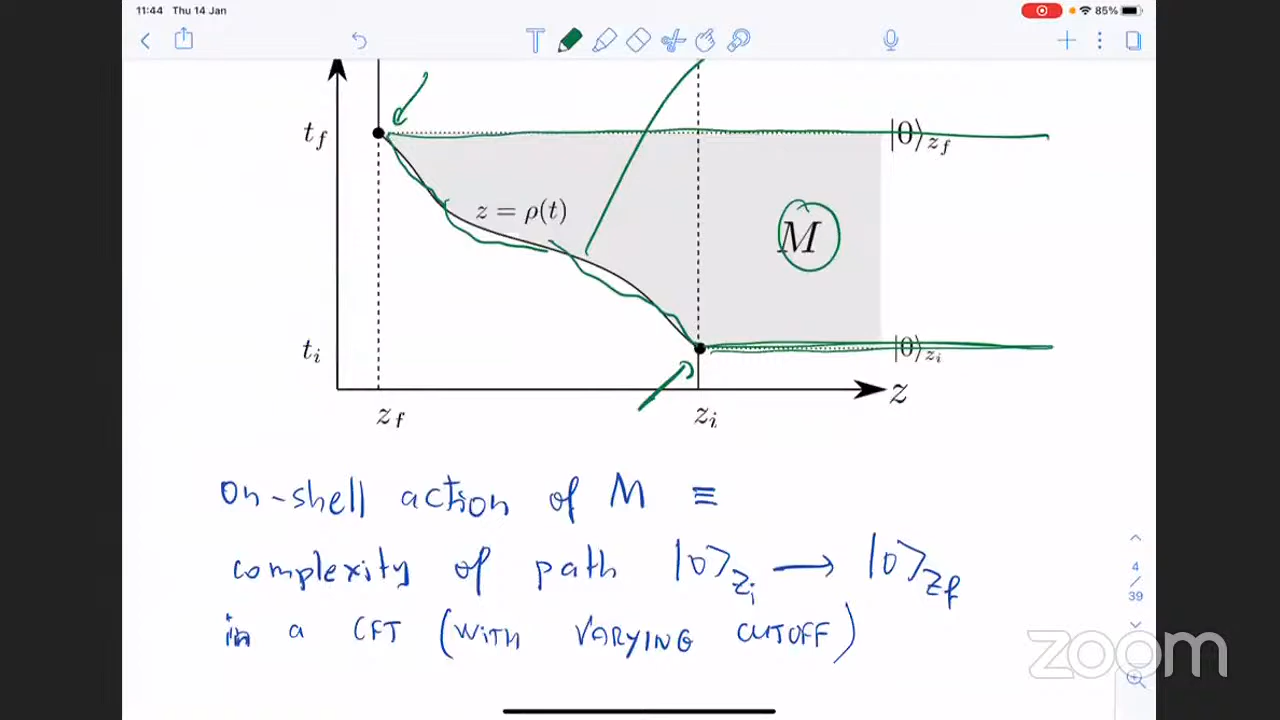 11:44 Thu 14 Jan
85%
t_f
|0⟩_{z_f}
z = ρ(t)
M
t_i
|0⟩_{z_i}
z
z_f
z_i
On-shell action of M ≡
complexity of path |0⟩_{z_i} → |0⟩_{z_f}
in a CFT (WITH VARYING CUTOFF)
4
/
39
zoom